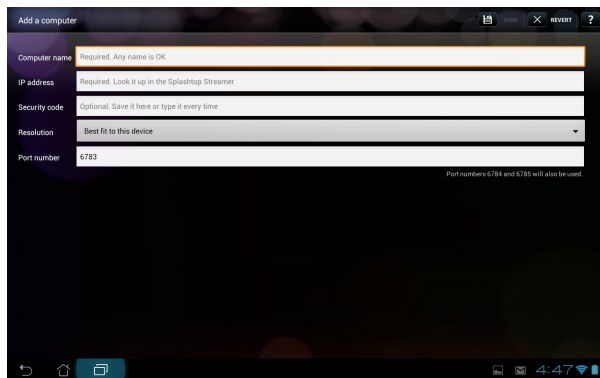 Add a computer
DONE
REVERT
?
Computer name
Required. Any name is OK
IP address
Required. Look it up in the Splashtop Streamer
Security code
Optional. Save it here or type it every time
Resolution
Best fit to this device
Port number
6783
Port numbers 6784 and 6785 will also be used.
4:47